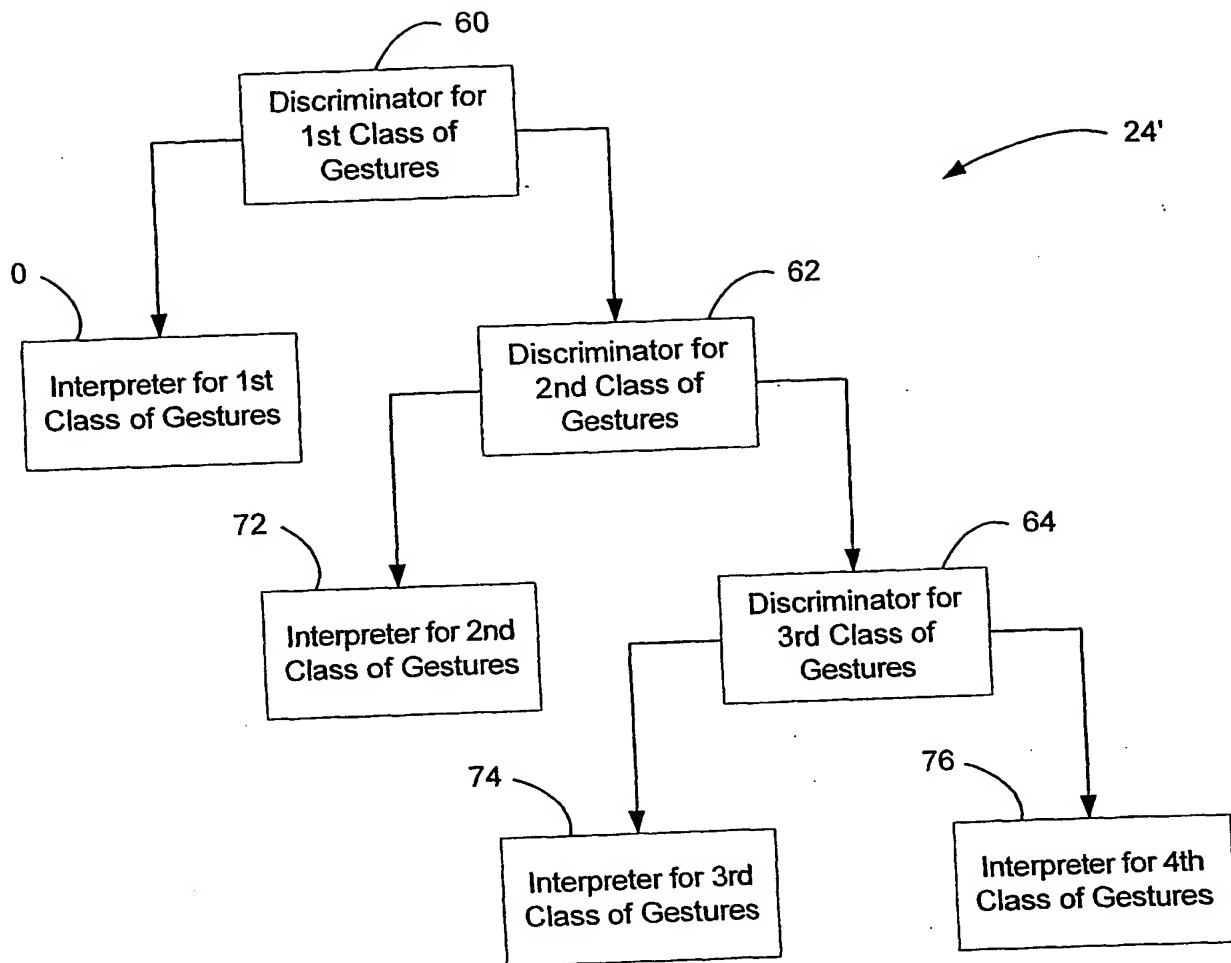 60
Discriminator for
1st Class of
Gestures
24'
0
62
Interpreter for 1st
Class of Gestures
Discriminator for
2nd Class of
Gestures
72
64
Interpreter for 2nd
Class of Gestures
Discriminator for
3rd Class of
Gestures
74
76
Interpreter for 3rd
Class of Gestures
Interpreter for 4th
Class of Gestures